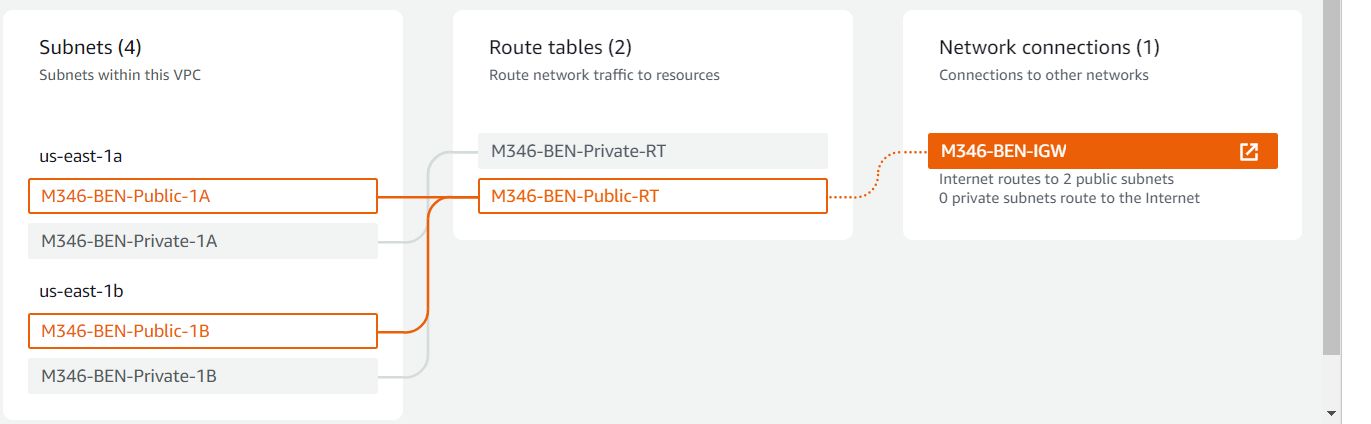 Subnets (4)
Subnets within this VPC
us-east-1a
M346-BEN-Public-1A
M346-BEN-Private-1A
us-east-1b
M346-BEN-Public-1B
M346-BEN-Private-1B
Route tables (2)
Route network traffic to resources
M346-BEN-Private-RT
M346-BEN-Public-RT
Network connections (1)
Connections to other networks
M346-BEN-IGW
Internet routes to 2 public subnets
0 private subnets route to the Internet